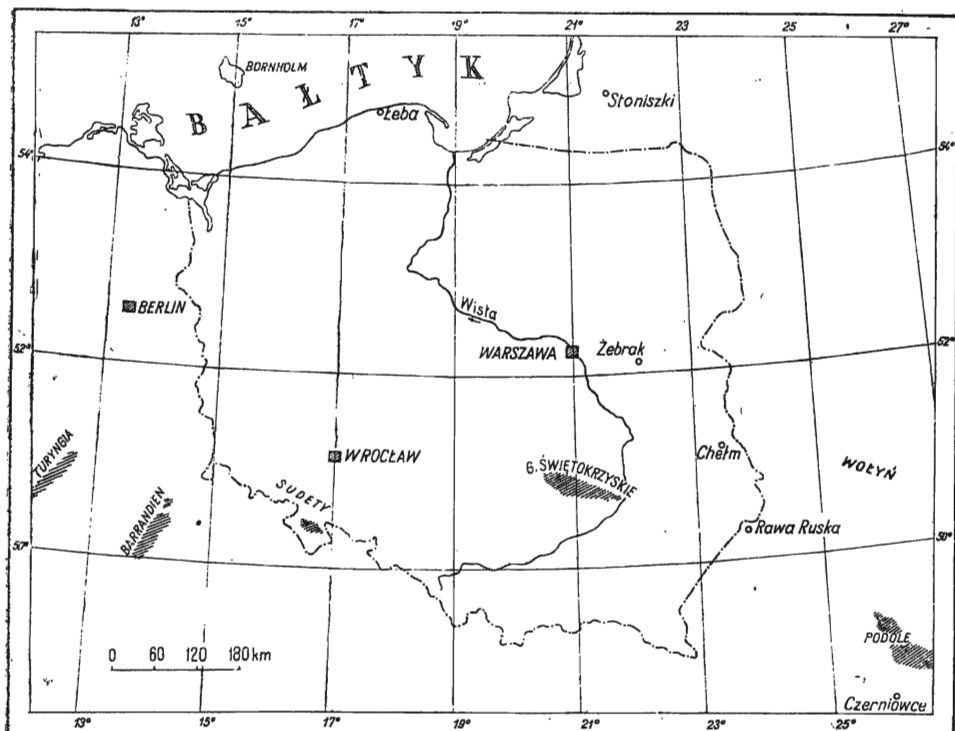 13° 15° 17° 19° 21° 23 25 27°
BORNHOLM
BAŁTYK
Łeba
Stoniszki
54° 54°
BERLIN
Wisła
WARSZAWA
Żebrak
52° 52°
TURYNGIA
WROCŁAW
Chełm
WOŁYŃ
G. ŚWIĘTOKRZYSKIE
SUDETY
BARRANDIEN
Rawa Ruska
50° 50°
PODOLE
0 60 120 180 km
Czerniowce
13° 15° 17° 19° 21° 23° 25°